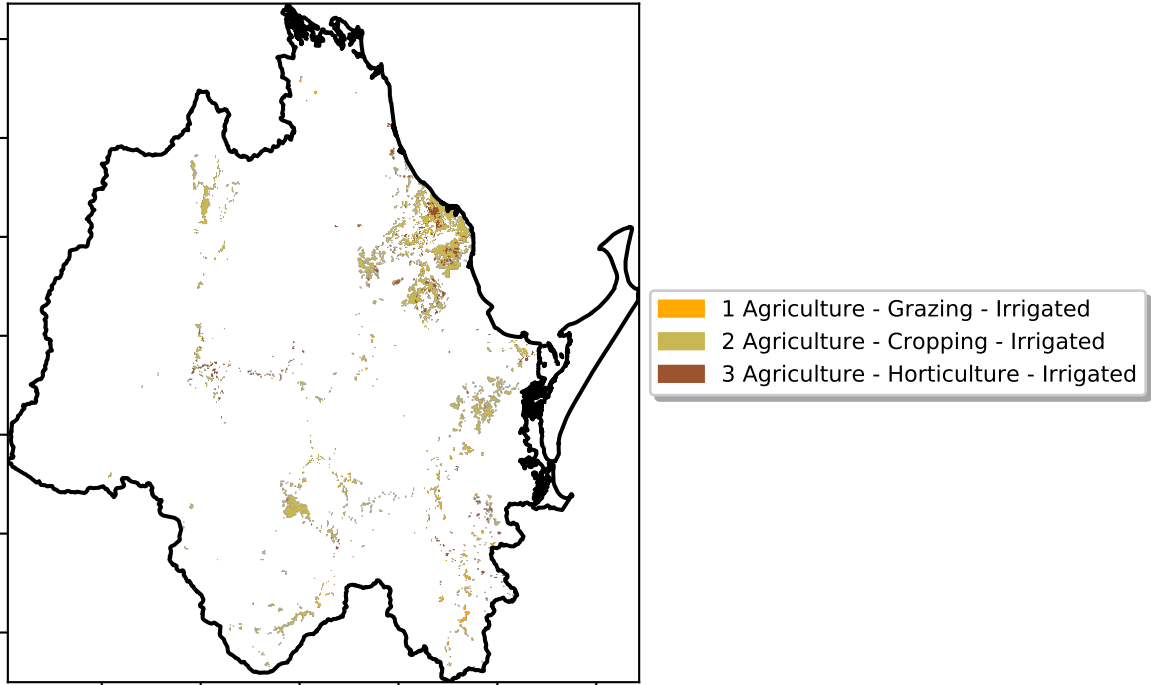 1 Agriculture - Grazing - Irrigated
2 Agriculture - Cropping - Irrigated
3 Agriculture - Horticulture - Irrigated